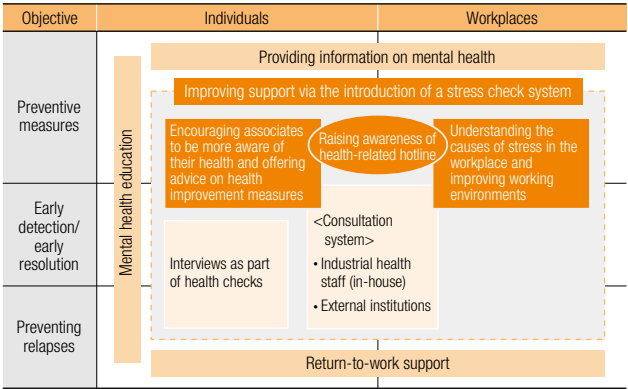 Objective
Individuals
Workplaces
Preventive
measures
Early
detection/
early
resolution
Preventing
relapses
Mental health education
Providing information on mental health
Improving support via the introduction of a stress check system
Encouraging associates
to be more aware of
their health and offering
advice on health
improvement measures
Raising awareness of
health-related hotline
Understanding the
causes of stress in the
workplace and
improving working
environments
Interviews as part
of health checks
<Consultation
system>
• Industrial health
staff (in-house)
• External institutions
Return-to-work support